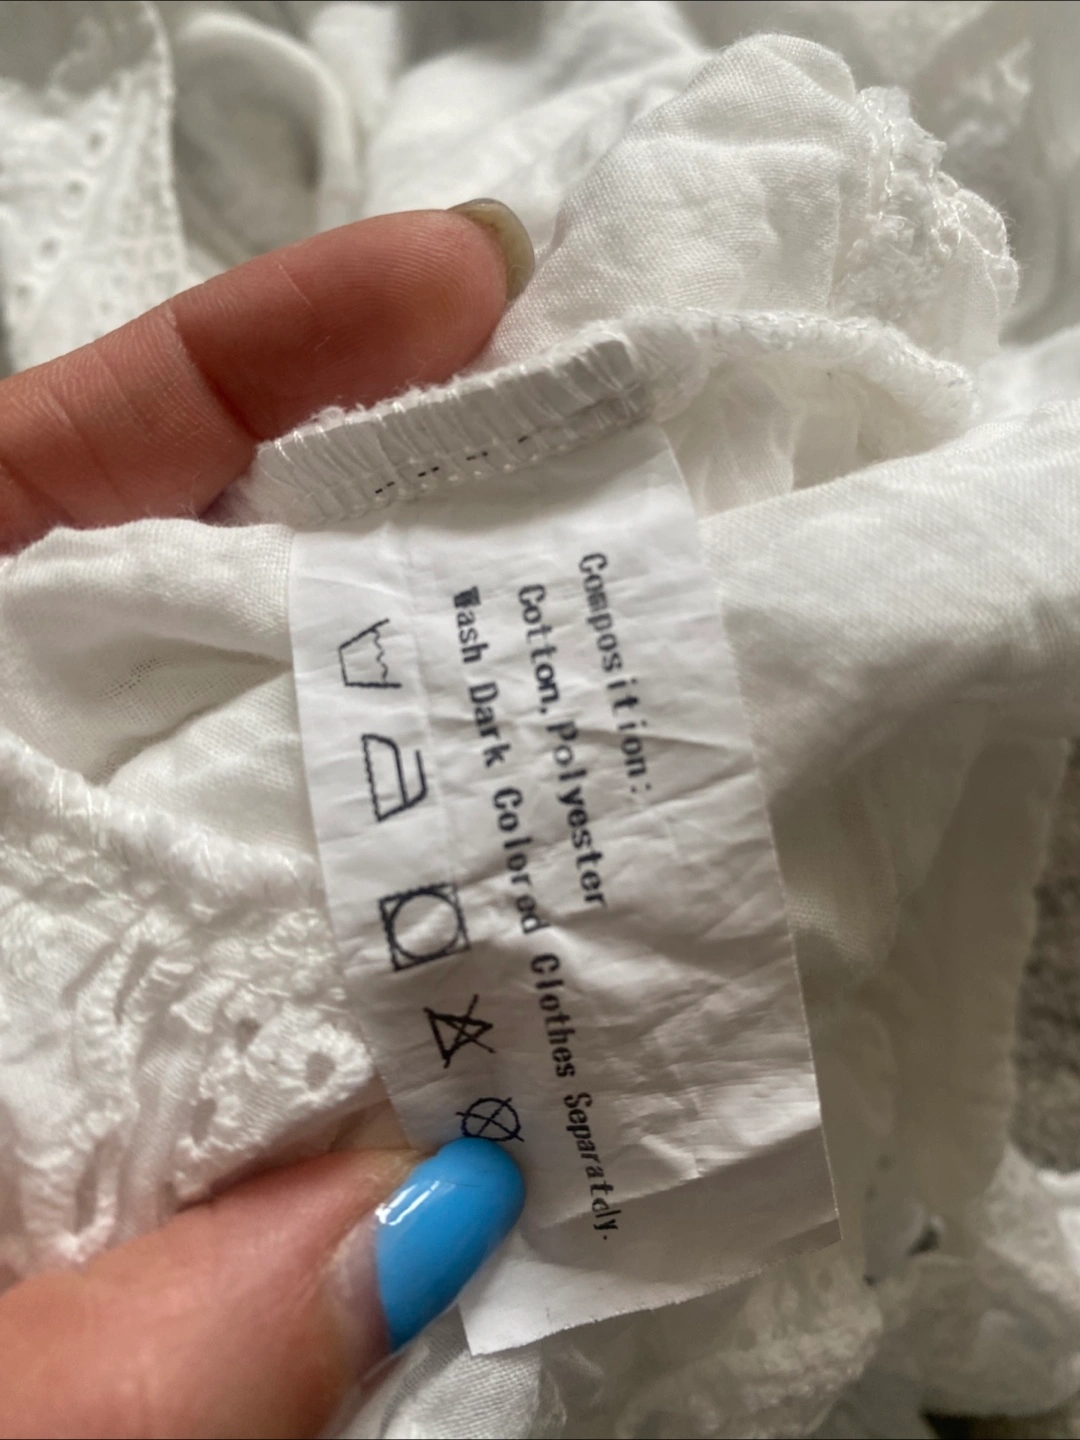 Composition:
Cotton,Polyester
Wash Dark Colored Clothes Separately.